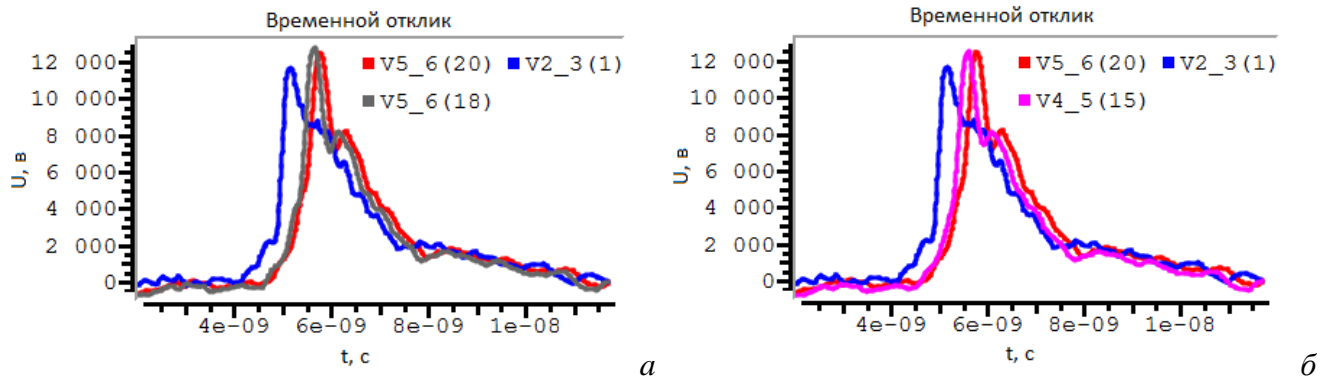 Временной отклик
V5_6(20) V2_3(1)
V5_6(18)
12 000
10 000
8 000
6 000
4 000
2 000
0
U, в
4e-09 6e-09 8e-09 1e-08
t, с
а
Временной отклик
V5_6(20) V2_3(1)
V4_5(15)
12 000
10 000
8 000
6 000
4 000
2 000
0
U, в
4e-09 6e-09 8e-09 1e-08
t, с
б